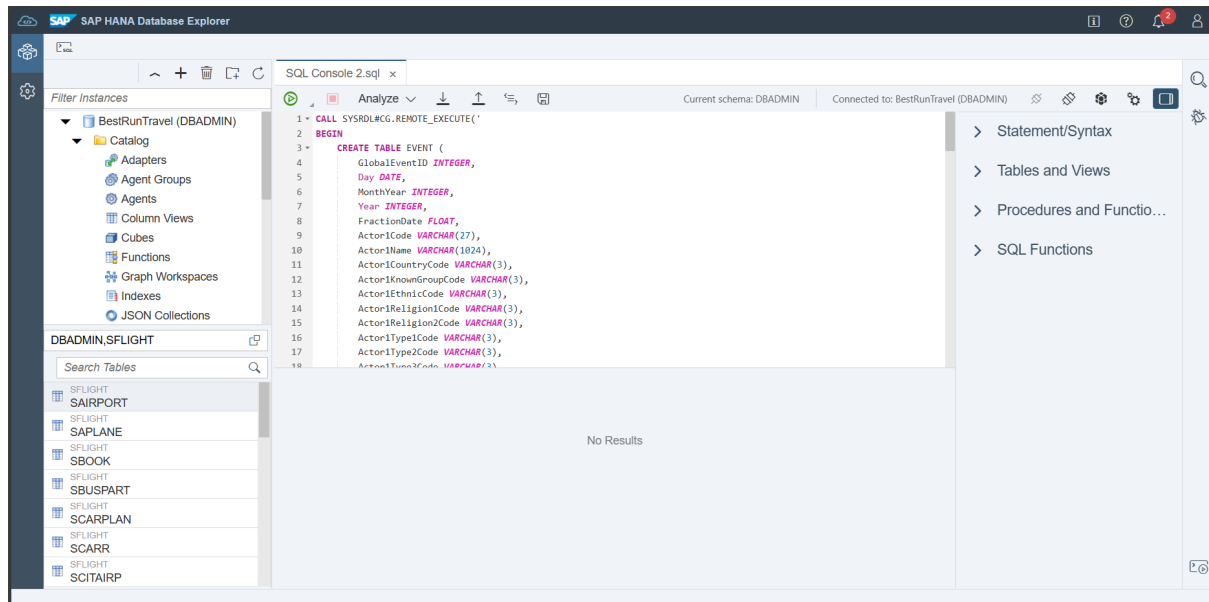 SAP SAP HANA Database Explorer
2
SQL
SQL Console 2.sql ×
Filter Instances
BestRunTravel (DBADMIN)
Catalog
Adapters
Agent Groups
Agents
Column Views
Cubes
Functions
Graph Workspaces
Indexes
JSON Collections
DBADMIN,SFLIGHT
Search Tables
SFLIGHT
SAIRPORT
SFLIGHT
SAPLANE
SFLIGHT
SBOOK
SFLIGHT
SBUSPART
SFLIGHT
SCARPLAN
SFLIGHT
SCARR
SFLIGHT
SCITAIRP
Analyze
Current schema: DBADMIN
Connected to: BestRunTravel (DBADMIN)
1 CALL SYSRDL#CG.REMOTE_EXECUTE('
2 BEGIN
3 CREATE TABLE EVENT (
4 GlobalEventID INTEGER,
5 Day DATE,
6 MonthYear INTEGER,
7 Year INTEGER,
8 FractionDate FLOAT,
9 Actor1Code VARCHAR(27),
10 Actor1Name VARCHAR(1024),
11 Actor1CountryCode VARCHAR(3),
12 Actor1KnownGroupCode VARCHAR(3),
13 Actor1EthnicCode VARCHAR(3),
14 Actor1Religion1Code VARCHAR(3),
15 Actor1Religion2Code VARCHAR(3),
16 Actor1Type1Code VARCHAR(3),
17 Actor1Type2Code VARCHAR(3),
18 Actor1Type3Code VARCHAR(3)
No Results
Statement/Syntax
Tables and Views
Procedures and Functio...
SQL Functions